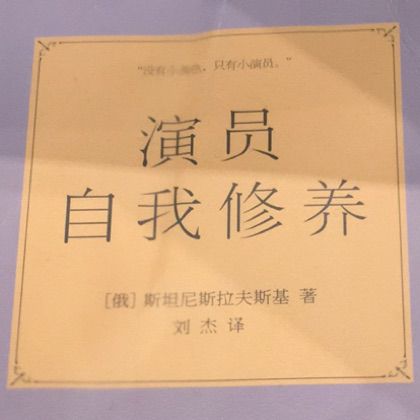 "没有小角色，只有小演员。"
演员
自我修养
[俄] 斯坦尼斯拉夫斯基 著
刘杰 译